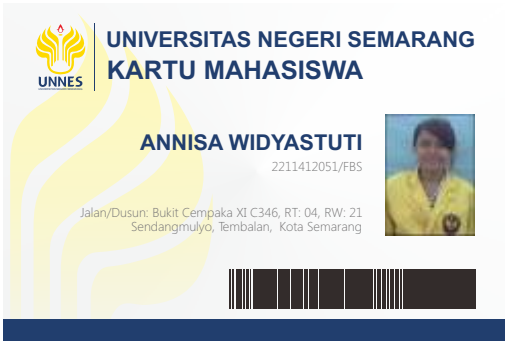 UNNES
UNIVERSITAS NEGERI SEMARANG
KARTU MAHASISWA
ANNISA WIDYASTUTI
2211412051/FBS
Jalan/Dusun: Bukit Cempaka XI C346, RT: 04, RW: 21
Sendangmulyo, Tembalan, Kota Semarang